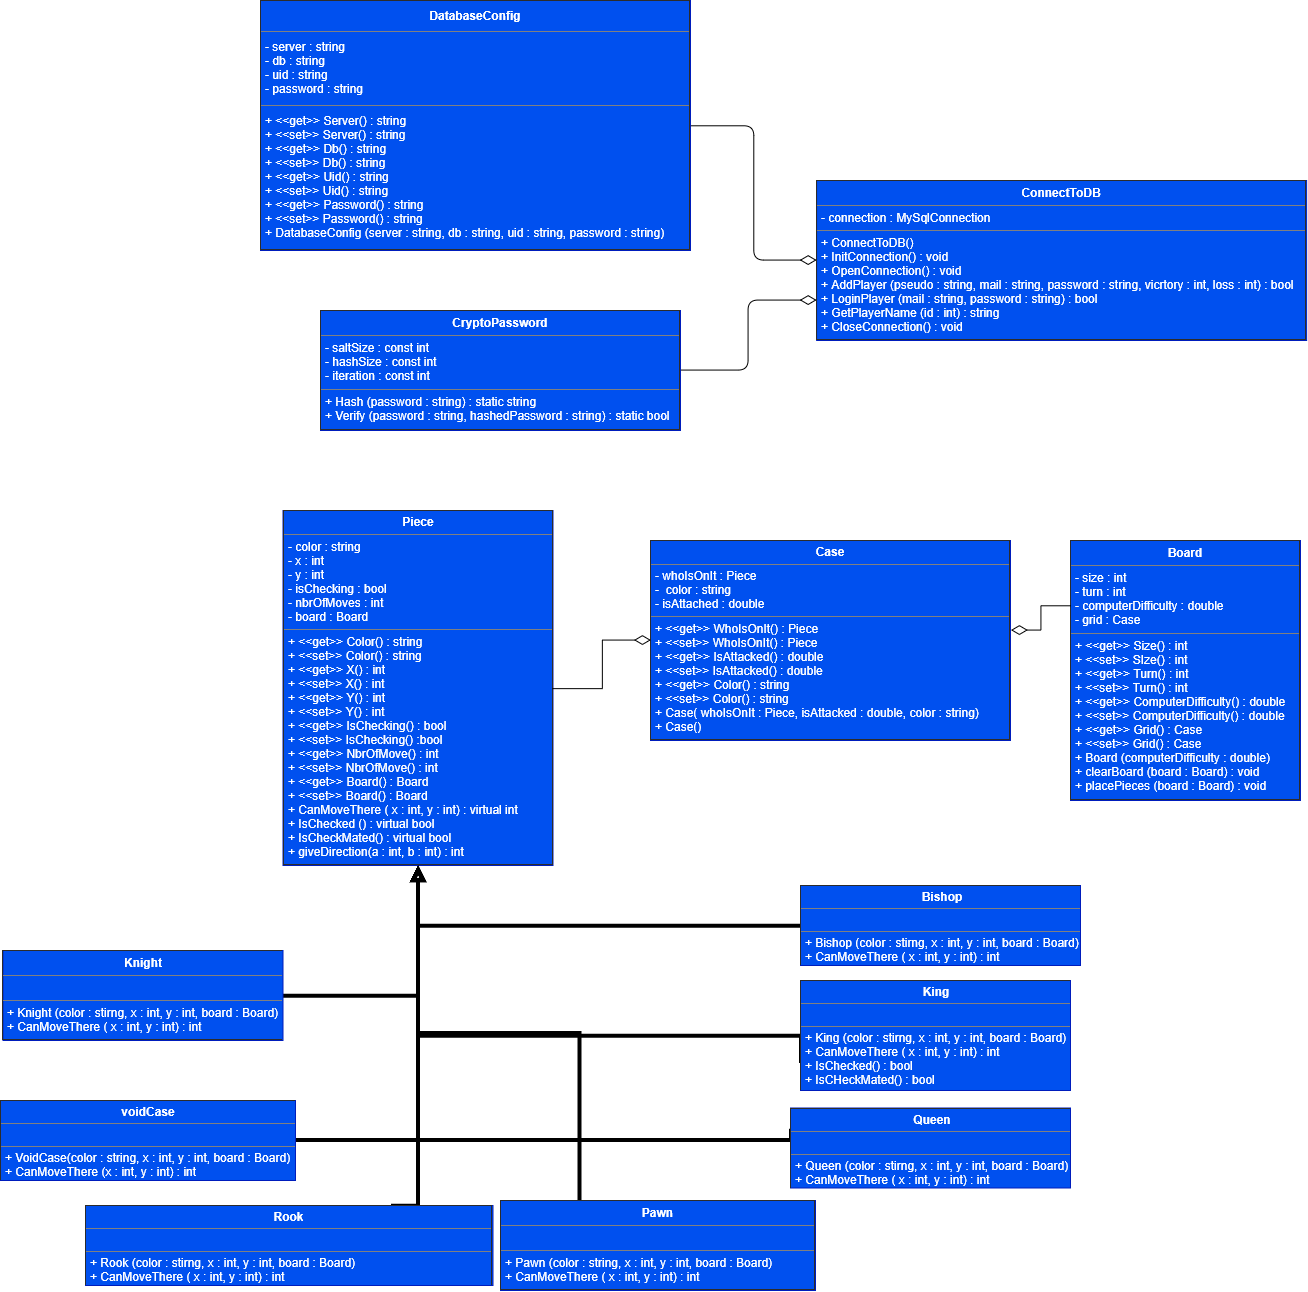 DatabaseConfig
- server : string
- db : string
- uid : string
- password : string
+ <<get>> Server() : string
+ <<set>> Server() : string
+ <<get>> Db() : string
+ <<set>> Db() : string
+ <<get>> Uid() : string
+ <<set>> Uid() : string
+ <<get>> Password() : string
+ <<set>> Password() : string
+ DatabaseConfig (server : string, db : string, uid : string, password : string)
ConnectToDB
- connection : MySqlConnection
+ ConnectToDB()
+ InitConnection() : void
+ OpenConnection() : void
+ AddPlayer (pseudo : string, mail : string, password : string, vicrtory : int, loss : int) : bool
+ LoginPlayer (mail : string, password : string) : bool
+ GetPlayerName (id : int) : string
+ CloseConnection() : void
CryptoPassword
- saltSize : const int
- hashSize : const int
- iteration : const int
+ Hash (password : string) : static string
+ Verify (password : string, hashedPassword : string) : static bool
Piece
- color : string
- x : int
- y : int
- isChecking : bool
- nbrOfMoves : int
- board : Board
+ <<get>> Color() : string
+ <<set>> Color() : string
+ <<get>> X() : int
+ <<set>> X() : int
+ <<get>> Y() : int
+ <<set>> Y() : int
+ <<get>> IsChecking() : bool
+ <<set>> IsChecking() :bool
+ <<get>> NbrOfMove() : int
+ <<set>> NbrOfMove() : int
+ <<get>> Board() : Board
+ <<set>> Board() : Board
+ CanMoveThere ( x : int, y : int) : virtual int
+ IsChecked () : virtual bool
+ IsCheckMated() : virtual bool
+ giveDirection(a : int, b : int) : int
Case
- whoIsOnIt : Piece
- color : string
- isAttached : double
+ <<get>> WhoIsOnIt() : Piece
+ <<set>> WhoIsOnIt() : Piece
+ <<get>> IsAttacked() : double
+ <<set>> IsAttacked() : double
+ <<get>> Color() : string
+ <<set>> Color() : string
+ Case( whoIsOnIt : Piece, isAttacked : double, color : string)
+ Case()
Board
- size : int
- turn : int
- computerDifficulty : double
- grid : Case
+ <<get>> Size() : int
+ <<set>> SIze() : int
+ <<get>> Turn() : int
+ <<set>> Turn() : int
+ <<get>> ComputerDifficulty() : double
+ <<set>> ComputerDifficulty() : double
+ <<get>> Grid() : Case
+ <<set>> Grid() : Case
+ Board (computerDifficulty : double)
+ clearBoard (board : Board) : void
+ placePieces (board : Board) : void
Bishop
+ Bishop (color : stirng, x : int, y : int, board : Board)
+ CanMoveThere ( x : int, y : int) : int
Knight
+ Knight (color : stirng, x : int, y : int, board : Board)
+ CanMoveThere ( x : int, y : int) : int
King
+ King (color : stirng, x : int, y : int, board : Board)
+ CanMoveThere ( x : int, y : int) : int
+ IsChecked() : bool
+ IsCHeckMated() : bool
voidCase
+ VoidCase(color : string, x : int, y : int, board : Board)
+ CanMoveThere (x : int, y : int) : int
Queen
+ Queen (color : stirng, x : int, y : int, board : Board)
+ CanMoveThere ( x : int, y : int) : int
Rook
+ Rook (color : stirng, x : int, y : int, board : Board)
+ CanMoveThere ( x : int, y : int) : int
Pawn
+ Pawn (color : string, x : int, y : int, board : Board)
+ CanMoveThere ( x : int, y : int) : int